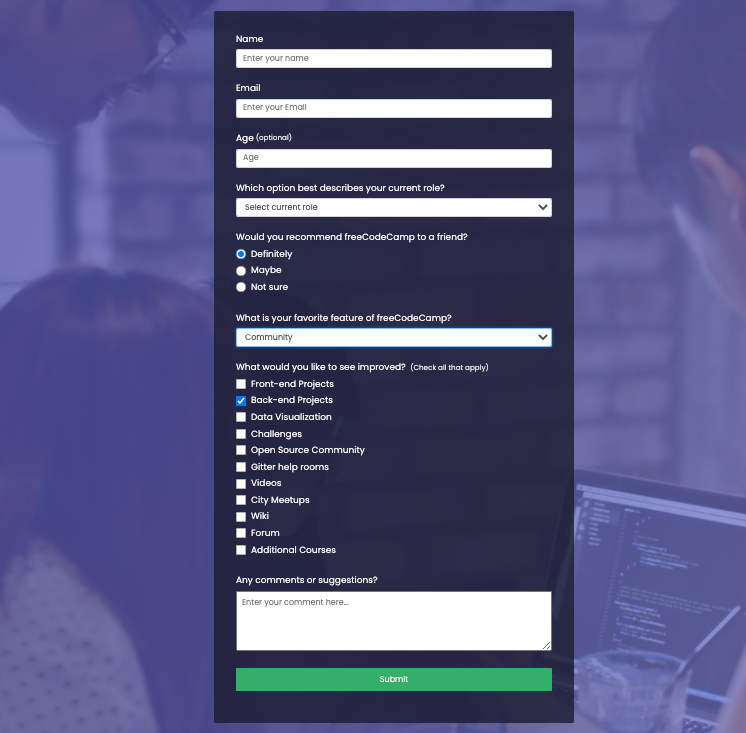 Name
Enter your name
Email
Enter your Email
Age (optional)
Age
Which option best describes your current role?
Select current role
Would you recommend freeCodeCamp to a friend?
Definitely
Maybe
Not sure
What is your favorite feature of freeCodeCamp?
Community
What would you like to see improved? (Check all that apply)
Front-end Projects
Back-end Projects
Data Visualization
Challenges
Open Source Community
Gitter help rooms
Videos
City Meetups
Wiki
Forum
Additional Courses
Any comments or suggestions?
Enter your comment here...
Submit